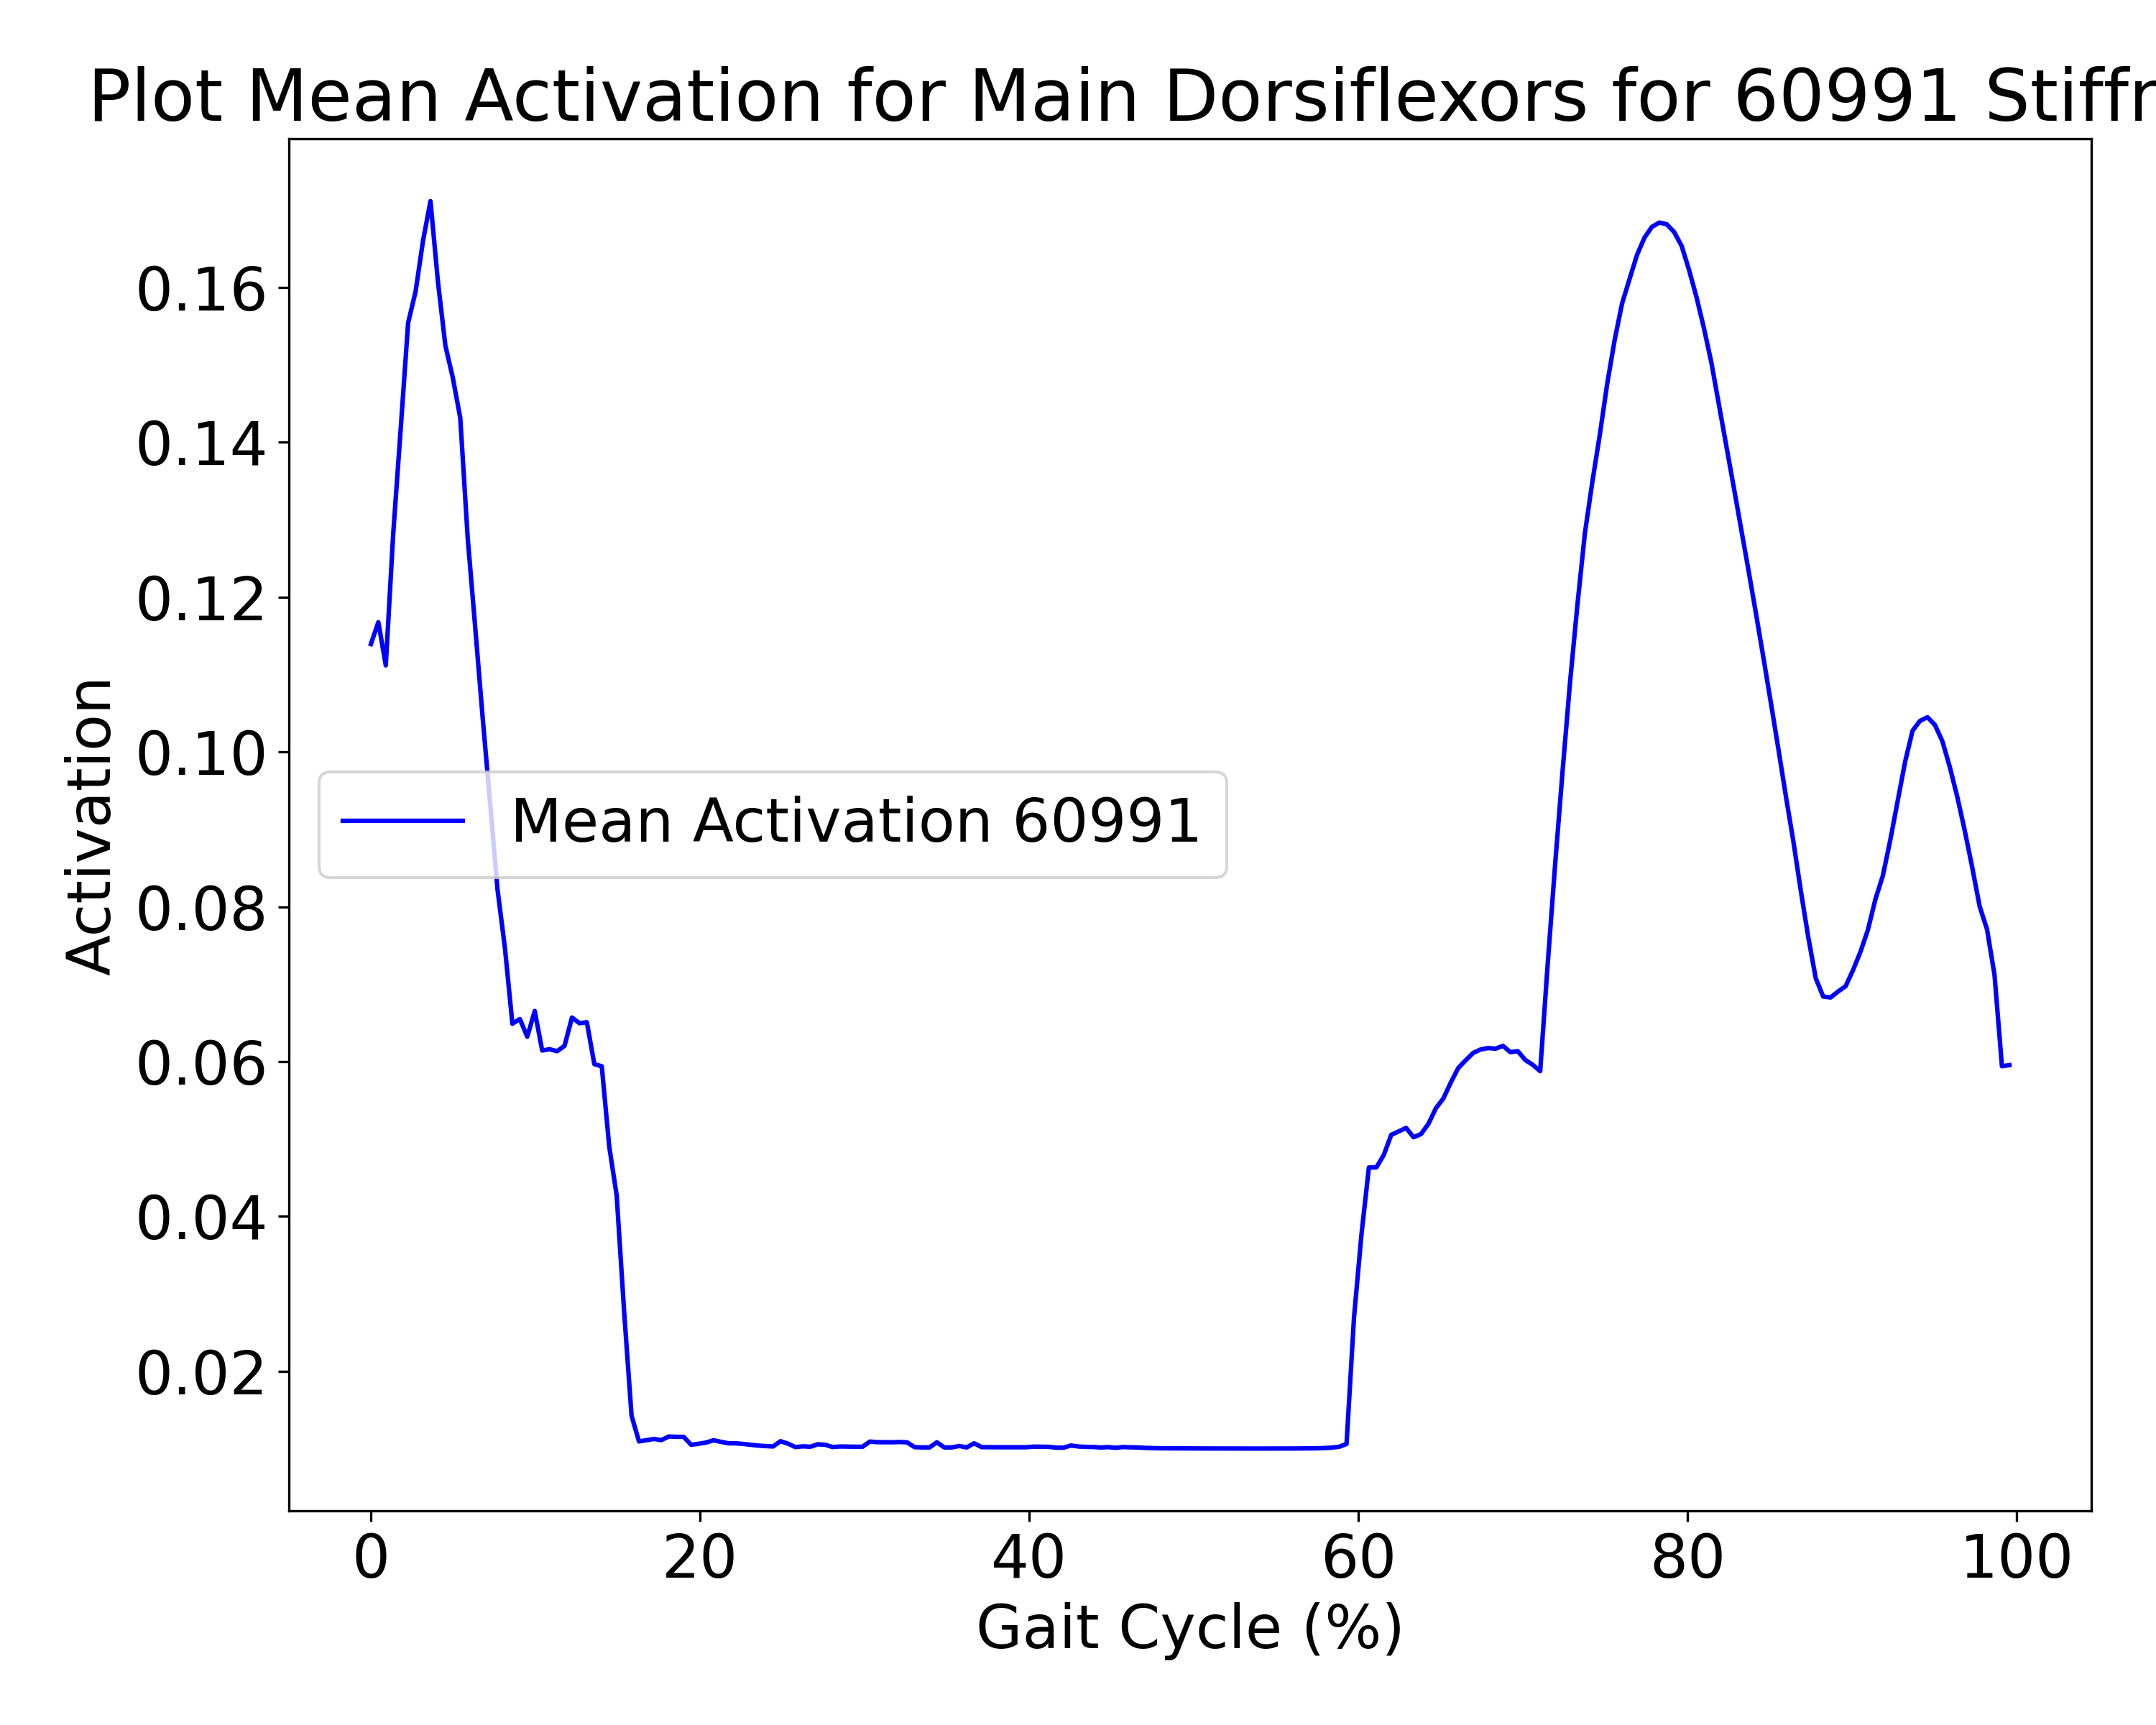 Plot Mean Activation for Main Dorsiflexors for 60991 Stiff
0.16
0.14
0.12
0.10
0.08
0.06
0.04
0.02
Activation
Mean Activation 60991
0 20 40 60 80 100
Gait Cycle (%)